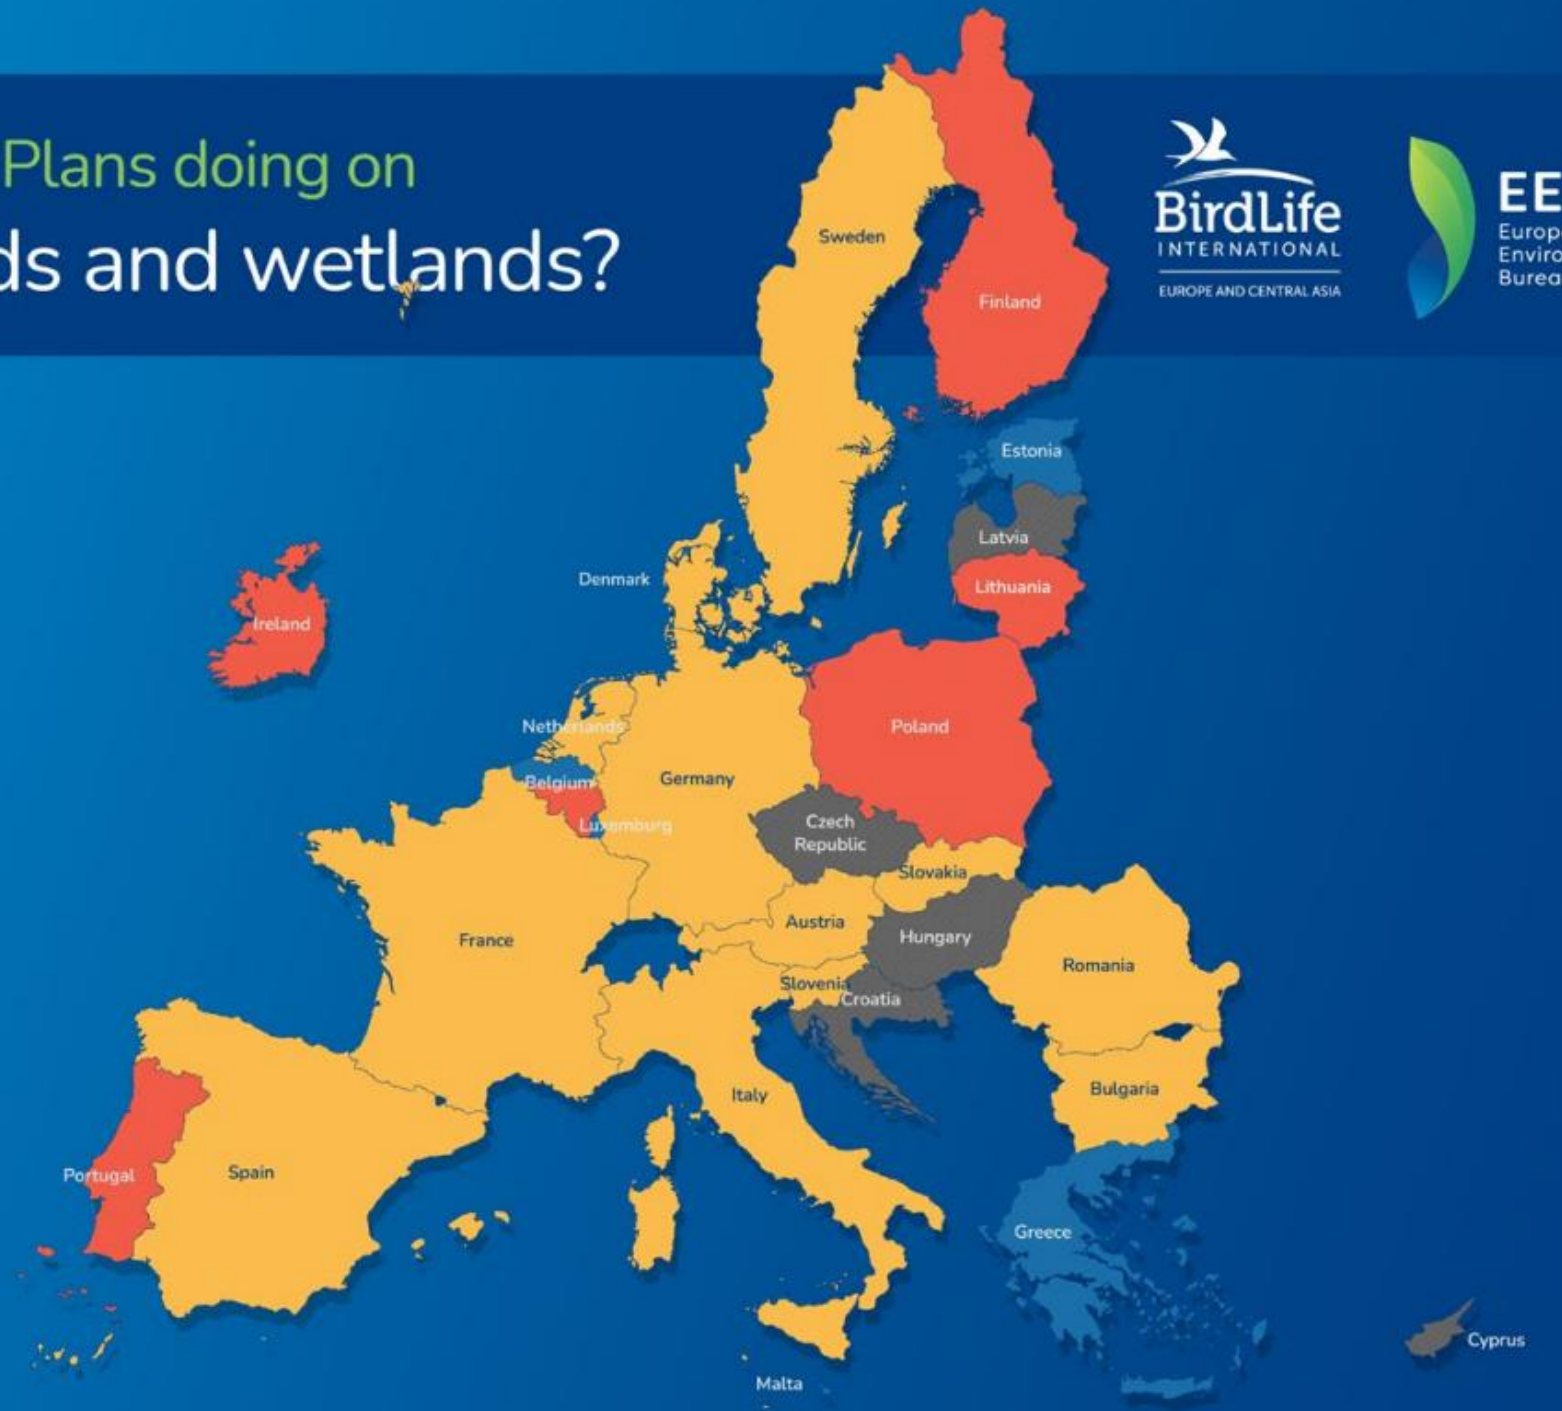 Plans doing on
ds and wetlands?
BirdLife
INTERNATIONAL
EUROPE AND CENTRAL ASIA
EE
Europe
Enviro
Burea
Sweden
Finland
Estonia
Latvia
Denmark
Lithuania
Ireland
Netherlands
Poland
Belgium
Germany
Luxemburg
Czech
Republic
Slovakia
Austria
France
Hungary
Romania
Slovenia
Croatia
Bulgaria
Italy
Portugal
Spain
Greece
Cyprus
Malta